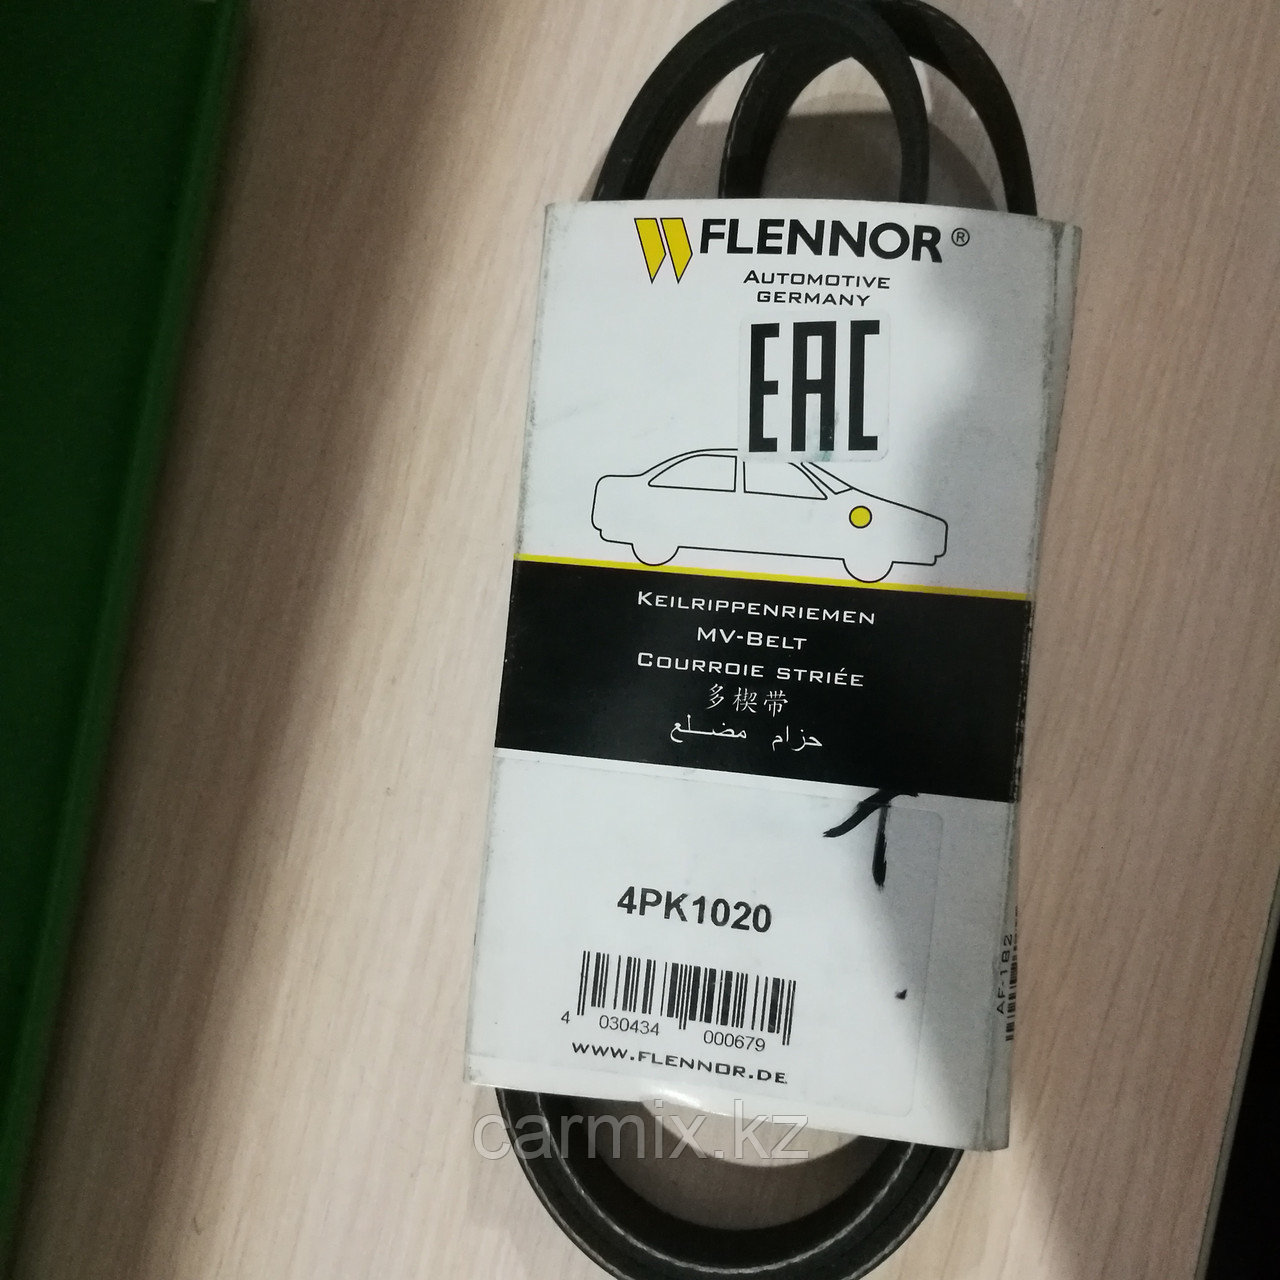 FLENNOR®
AUTOMOTIVE
GERMANY
EAC
KEILRIPPENRIEMEN
MV-BELT
COURROIE STRIÉE
多楔带
حزام مضلع
4PK1020
4 030434 000679
WWW.FLENNOR.DE
AF-182
carmix.kz